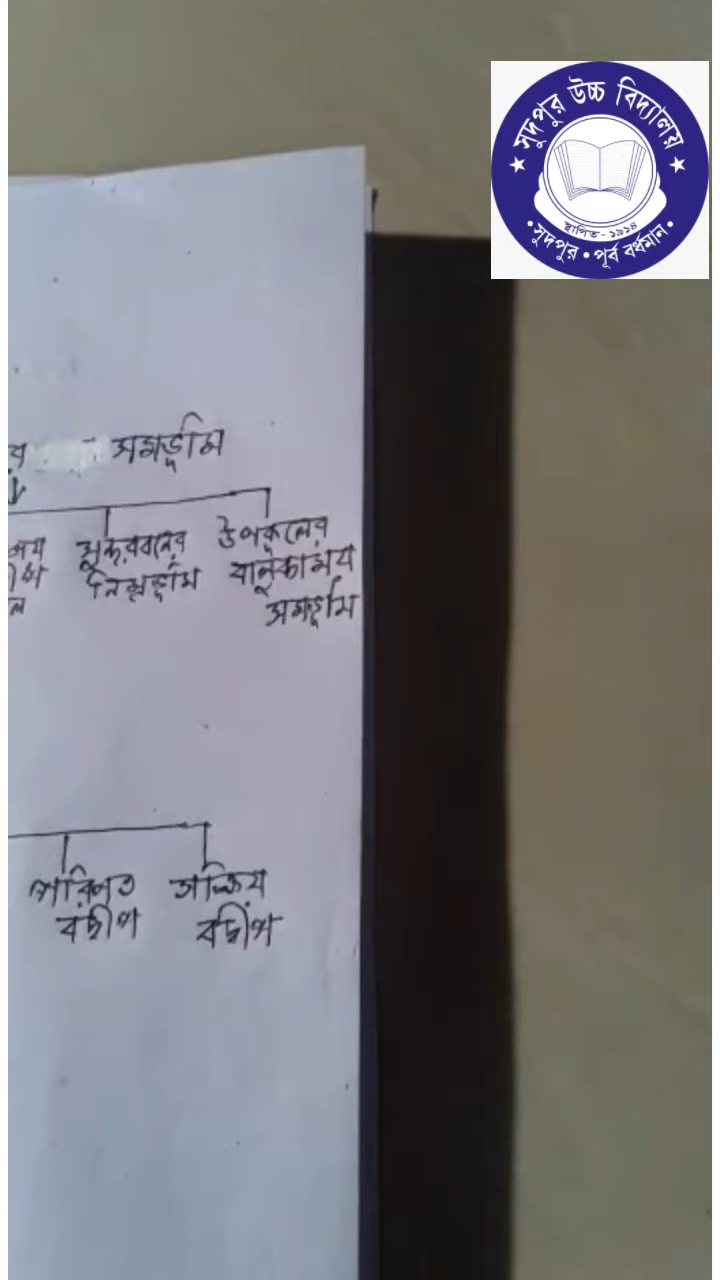 সুদপুর উচ্চ বিদ্যালয়
স্থাপিত - ১৯১৪
সুদপুর • পূর্ব বর্ধমান
সমভূমি
সুন্দরবনের
নিম্নভূমি
উপকূলের
বালুকাময়
সমভূমি
পরিণত
বদ্বীপ
সক্রিয়
বদ্বীপ